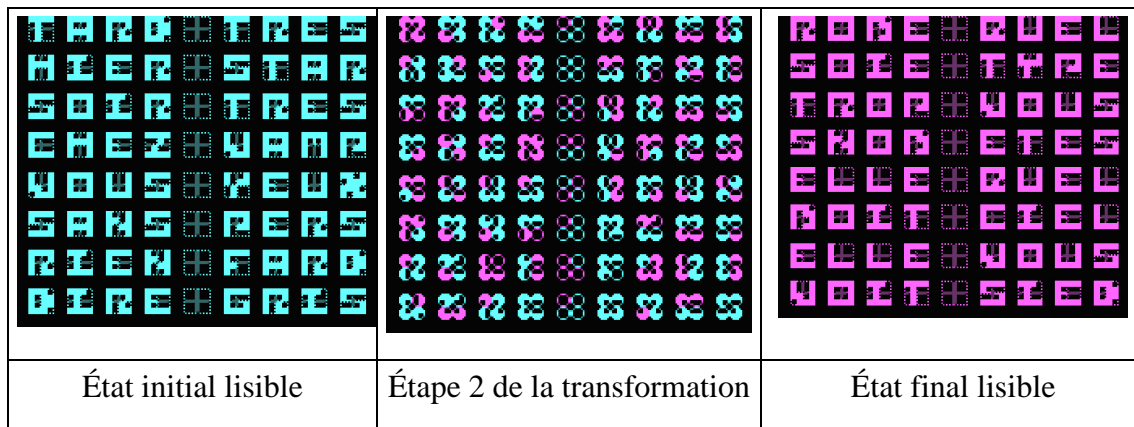 TARD TRES
HIER STAR
SOIR TRES
CHEZ VAMP
VOUS YEUX
SANS PERS
RIEN FARD
DIRE GRIS
ROBE QUEL
SOIE TYPE
TROP VOUS
SNOB ETES
ELLE QUEL
CIEL
ELLE VOUS
VOIT SIED
État initial lisible
Étape 2 de la transformation
État final lisible